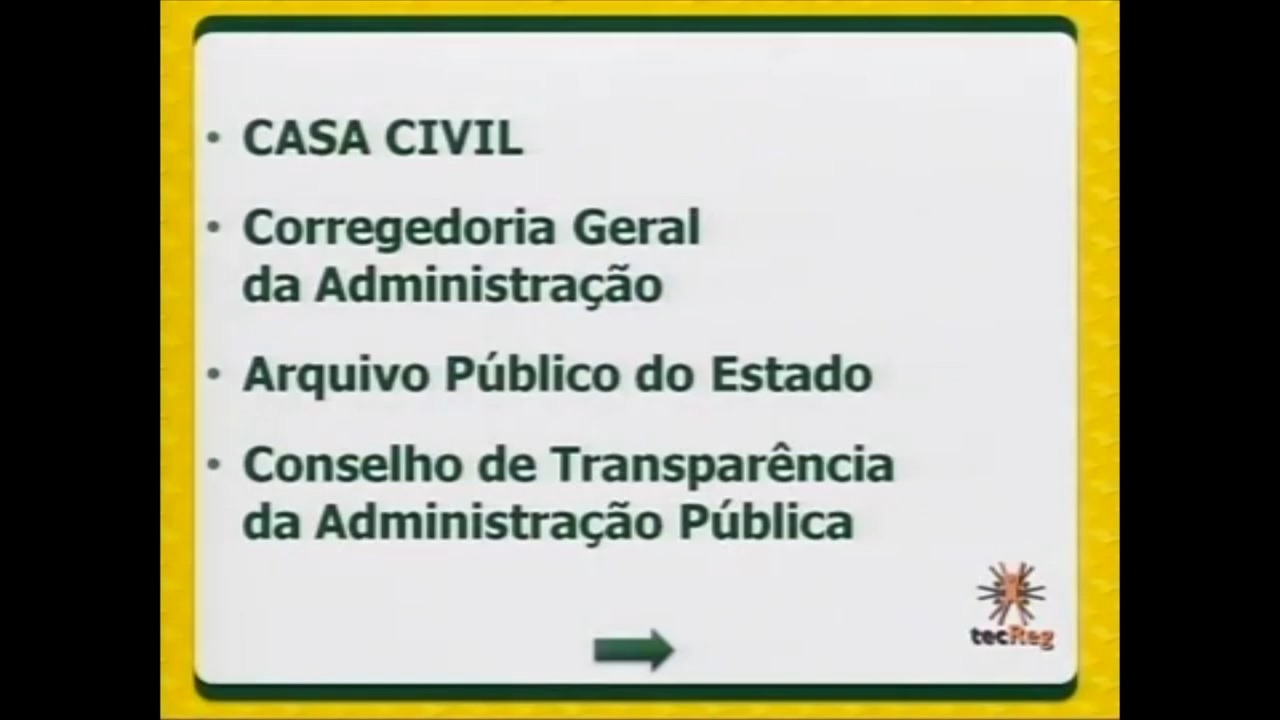 • CASA CIVIL
• Corregedoria Geral
da Administração
• Arquivo Público do Estado
• Conselho de Transparência
da Administração Pública
tecReg